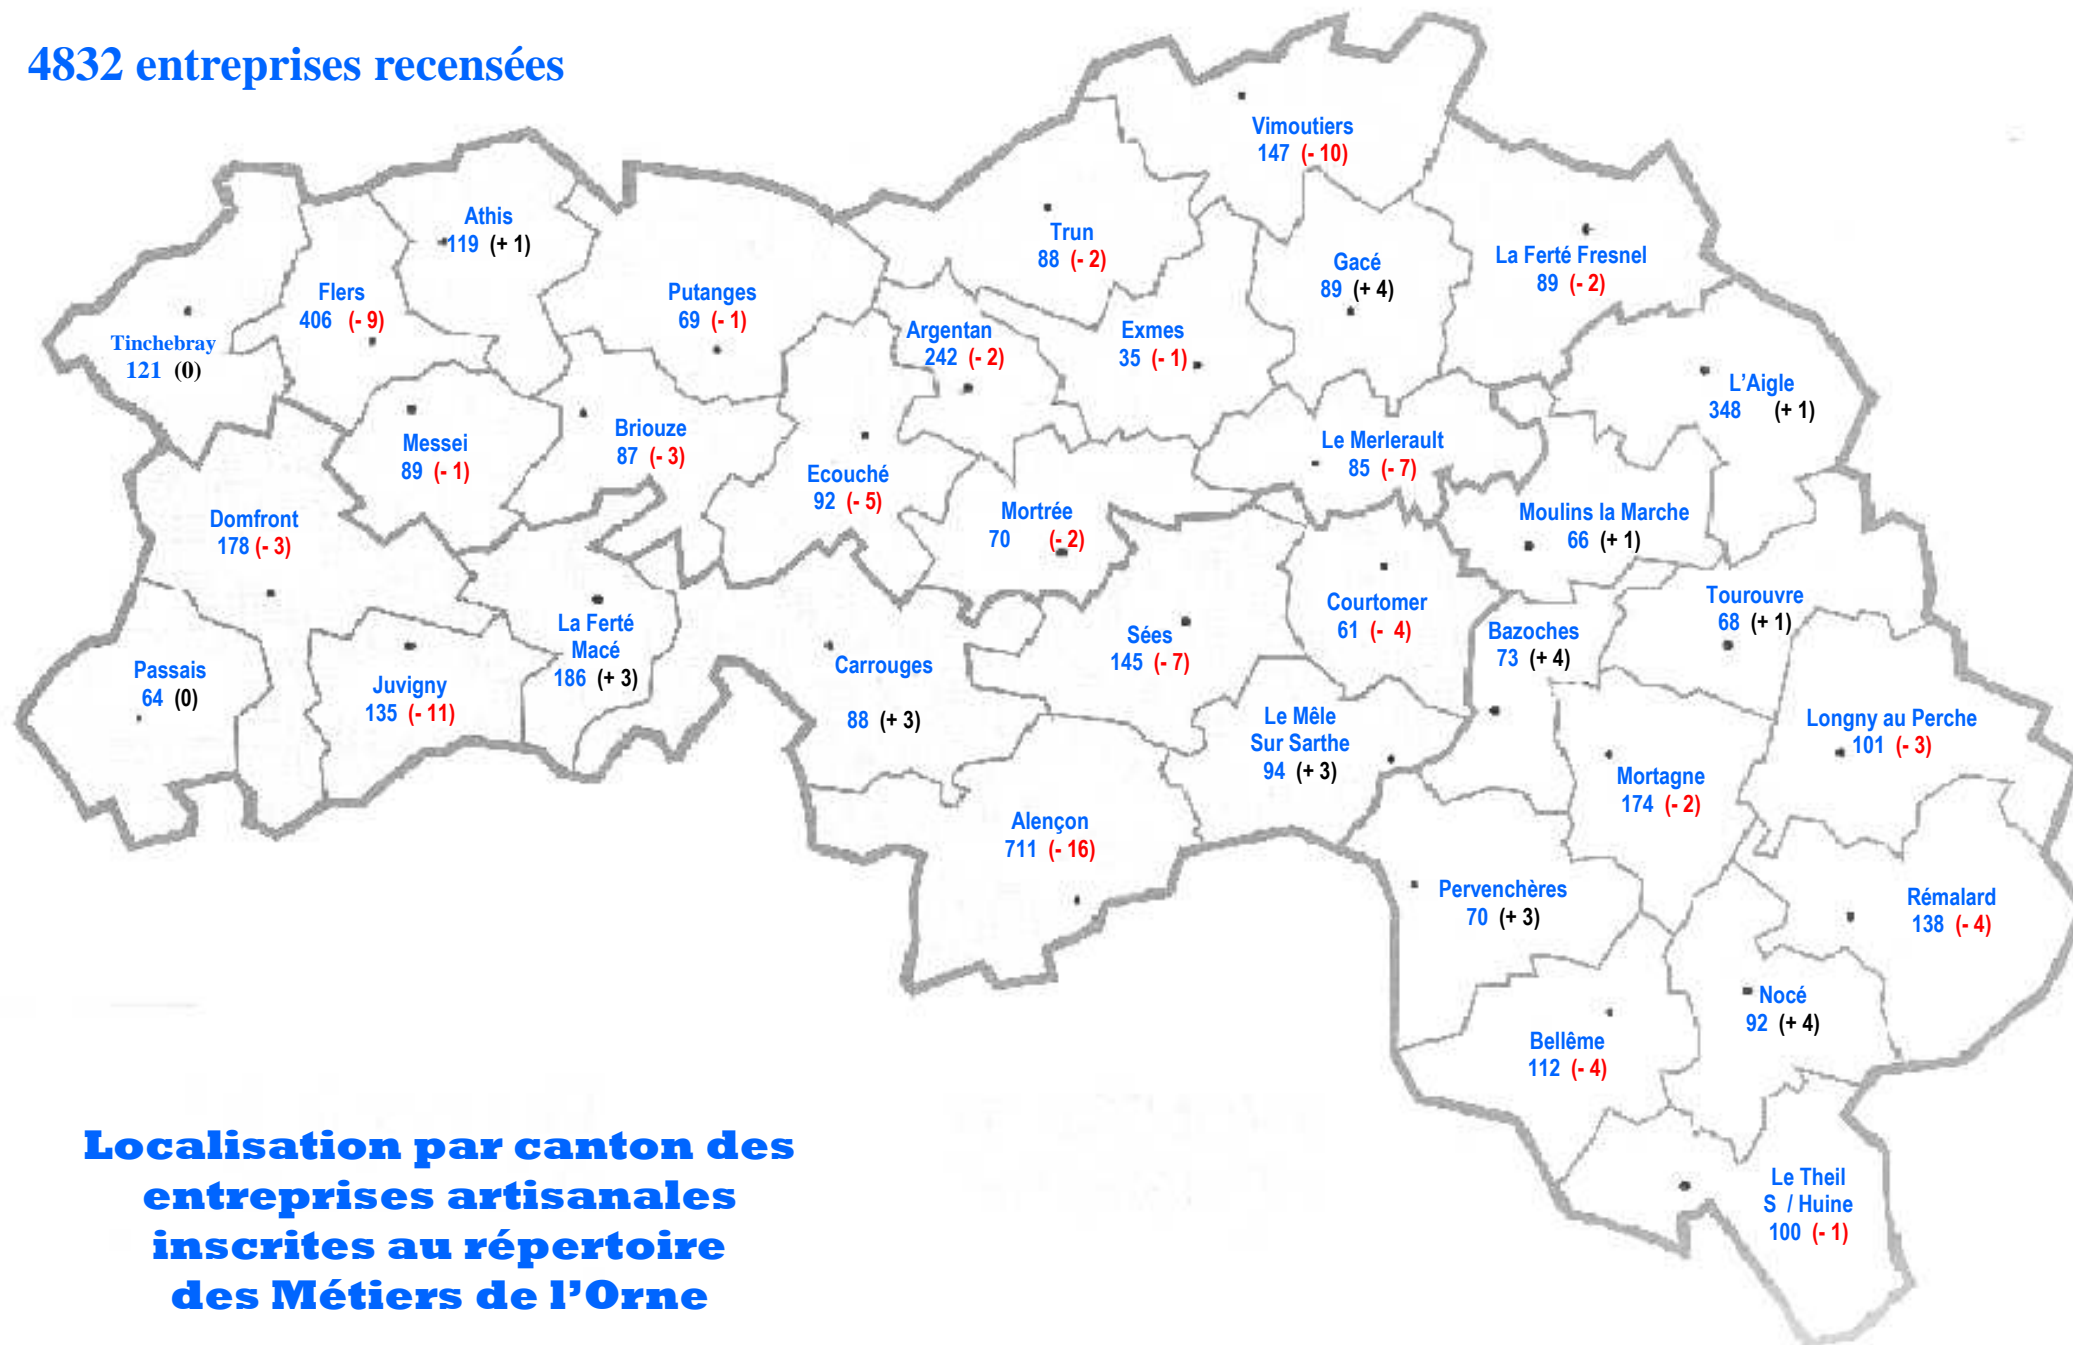 4832 entreprises recensées
Vimoutiers
147 (- 10)
Athis
119 (+ 1)
Trun
88 (- 2)
Gacé
89 (+ 4)
La Ferté Fresnel
89 (- 2)
Flers
406 (- 9)
Putanges
69 (- 1)
Tinchebray
121 (0)
Argentan
242 (- 2)
Exmes
35 (- 1)
L'Aigle
348 (+ 1)
Messei
89 (- 1)
Briouze
87 (- 3)
Ecouché
92 (- 5)
Le Merlerault
85 (- 7)
Domfront
178 (- 3)
Mortrée
70 (- 2)
Moulins la Marche
66 (+ 1)
La Ferté
Macé
186 (+ 3)
Courtomer
61 (- 4)
Bazoches
73 (+ 4)
Tourouvre
68 (+ 1)
Passais
64 (0)
Juvigny
135 (- 11)
Carrouges
88 (+ 3)
Sées
145 (- 7)
Le Mêle
Sur Sarthe
94 (+ 3)
Longny au Perche
101 (- 3)
Mortagne
174 (- 2)
Alençon
711 (- 16)
Pervenchères
70 (+ 3)
Rémalard
138 (- 4)
Nocé
92 (+ 4)
Bellême
112 (- 4)
Le Theil
S / Huine
100 (- 1)
Localisation par canton des
entreprises artisanales
inscrites au répertoire
des Métiers de l'Orne